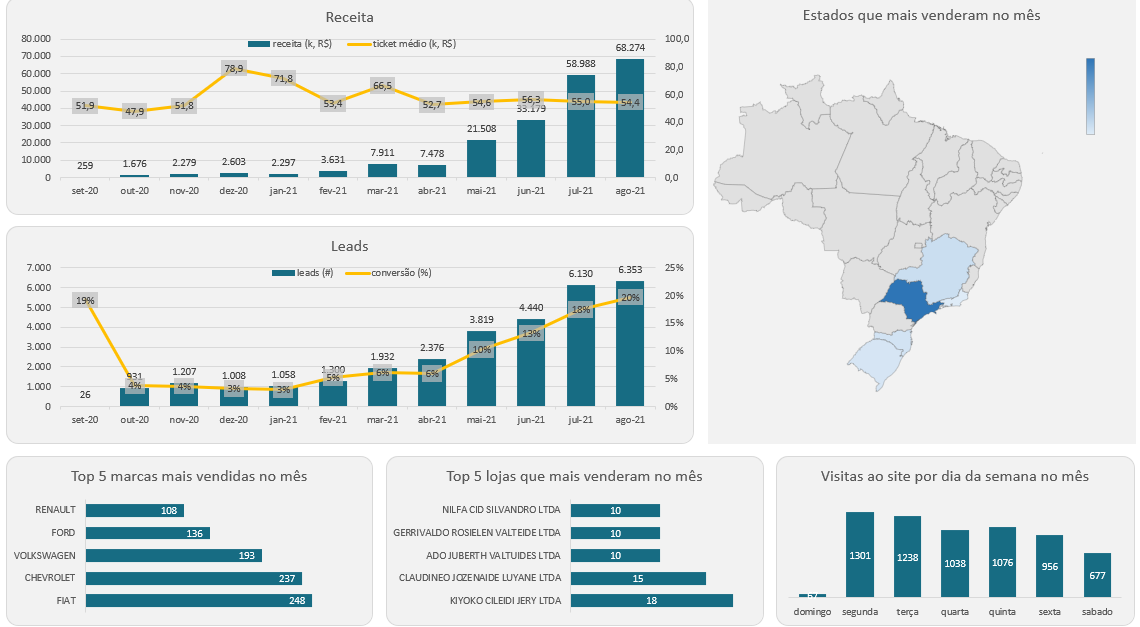 Receita
receita (k, R$) ticket médio (k, R$)
80.000
70.000
60.000
50.000
40.000
30.000
20.000
10.000
0
100,0
80,0
60,0
40,0
20,0
0,0
51,9 47,9 51,8 78,9 71,8 53,4 66,5 52,7 54,6 56,3 55,0 54,4
259 1.676 2.279 2.603 2.297 3.631 7.911 7.478 21.508 33.179 58.988 68.274
set-20 out-20 nov-20 dez-20 jan-21 fev-21 mar-21 abr-21 mai-21 jun-21 jul-21 ago-21
Estados que mais venderam no mês
Leads
leads (#) conversão (%)
7.000
6.000
5.000
4.000
3.000
2.000
1.000
0
25%
20%
15%
10%
5%
0%
19% 4% 4% 3% 3% 5% 6% 6% 10% 13% 18% 20%
26 931 1.207 1.008 1.058 1.932 2.376 3.819 4.440 6.130 6.353
set-20 out-20 nov-20 dez-20 jan-21 fev-21 mar-21 abr-21 mai-21 jun-21 jul-21 ago-21
Top 5 marcas mais vendidas no mês
RENAULT 108
FORD 136
VOLKSWAGEN 193
CHEVROLET 237
FIAT 248
Top 5 lojas que mais venderam no mês
NILFA CID SILVANDRO LTDA 10
GERRIVALDO ROSIELEN VALTEIDE LTDA 10
ADO JUBERTH VALTUIDES LTDA 10
CLAUDINEO JOZENAIDE LUYANE LTDA 15
KIYOKO CILEIDI JERY LTDA 18
Visitas ao site por dia da semana no mês
1301 1238 1038 1076 956 677
domingo segunda terça quarta quinta sexta sabado